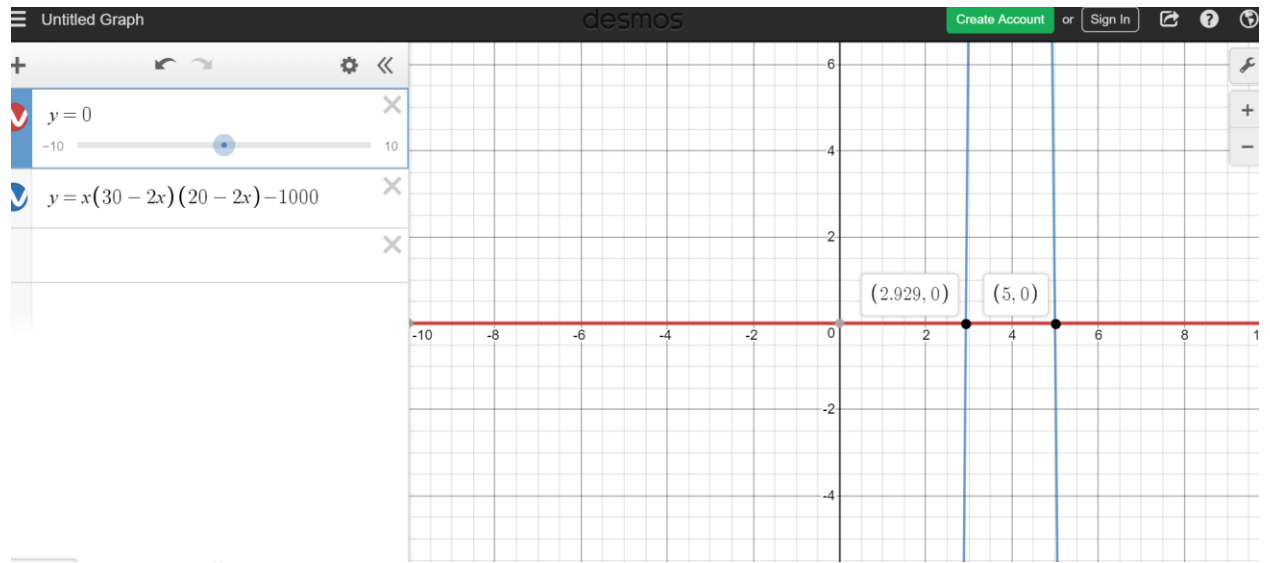 Untitled Graph desmos Create Account or Sign In
y = 0
-10 10
y = x(30 − 2x)(20 − 2x)−1000
6
4
2
(2.929, 0) (5, 0)
-10 -8 -6 -4 -2 0 2 4 6 8 1
-2
-4